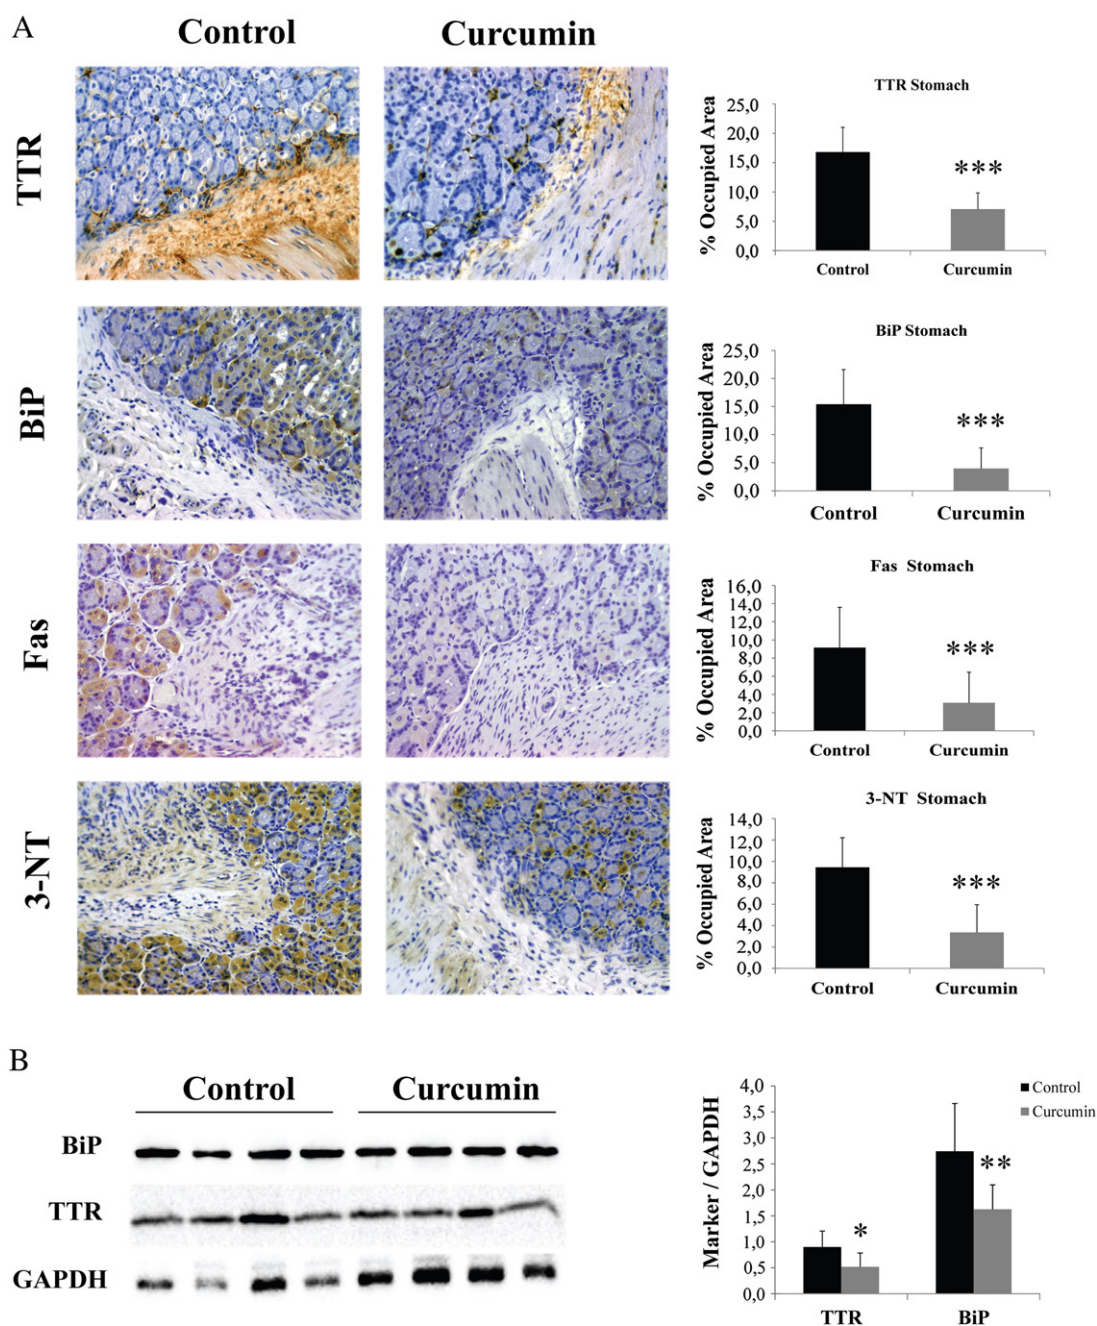 A
Control Curcumin
TTR
TTR Stomach
% Occupied Area
25,0
20,0
15,0
10,0
5,0
0,0
***
Control Curcumin
BiP
BiP Stomach
% Occupied Area
25,0
20,0
15,0
10,0
5,0
0,0
***
Control Curcumin
Fas
Fas Stomach
% Occupied Area
16,0
14,0
12,0
10,0
8,0
6,0
4,0
2,0
0,0
***
Control Curcumin
3-NT
3-NT Stomach
% Occupied Area
14,0
12,0
10,0
8,0
6,0
4,0
2,0
0,0
***
Control Curcumin
B
Control Curcumin
BiP
TTR
GAPDH
Marker / GAPDH
4,0
3,5
3,0
2,5
2,0
1,5
1,0
0,5
0,0
Control
Curcumin
*
**
TTR BiP